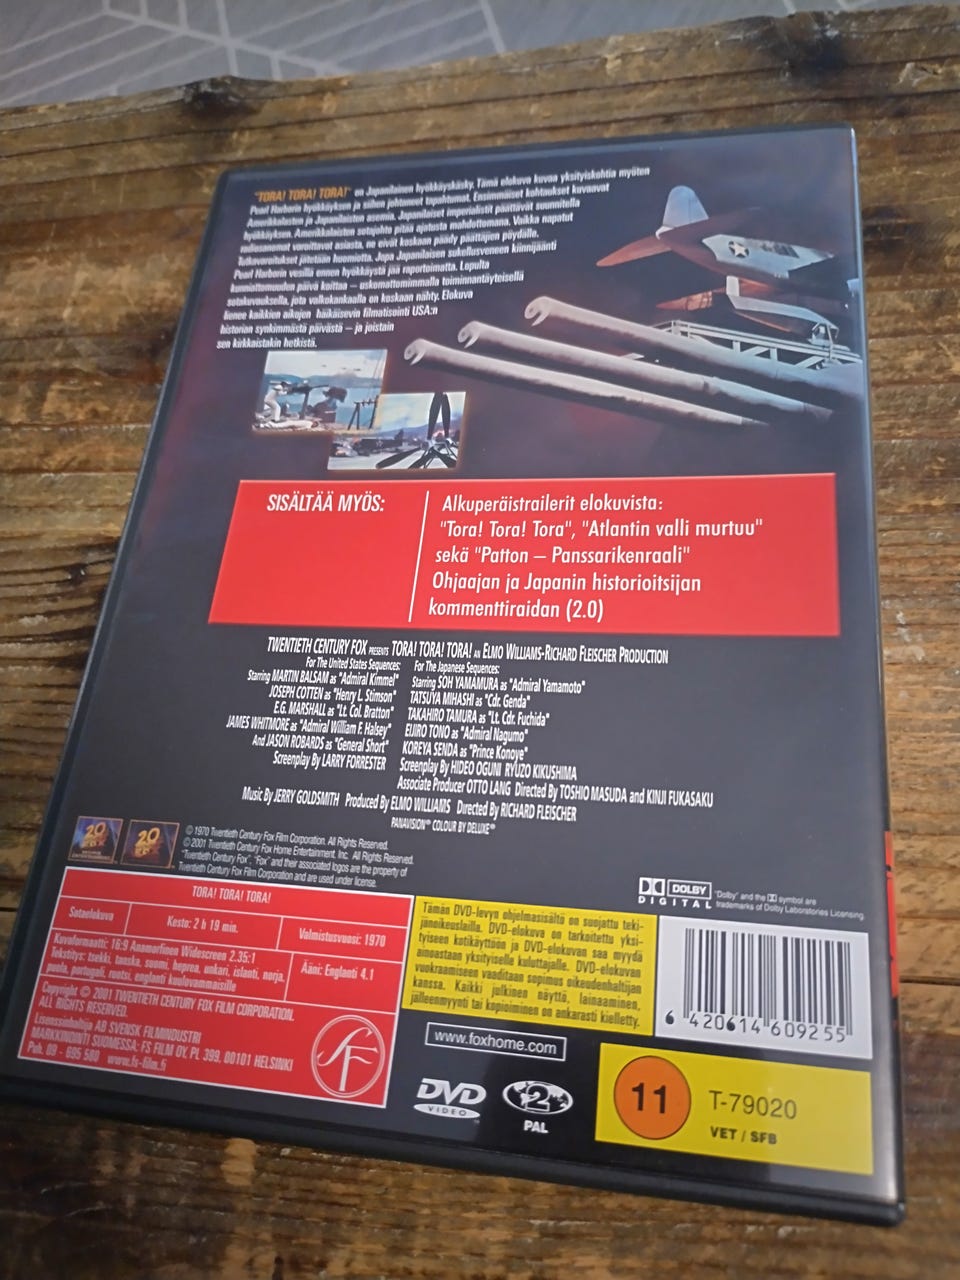 "TORA! TORA! TORA!" on Japanilainen hyökkäyskäsky. Tämä elokuva kuvaa yksityiskohtia myöten
Pearl Harborin hyökkäyksen ja siihen johtaneet tapahtumat. Ensimmäiset kohtaukset kuvaavat
Amerikkalaisten ja Japanilaisten asemia. Japanilaiset imperialistit päättävät suunnitella
hyökkäyksen. Amerikkalaisten sotajohto pitää ajatusta mahdottomana. Vaikka napatut
radiosanomat varoittavat asiasta, ne eivät koskaan päädy päättäjien pöydälle.
Tutkavaroitukset jätetään huomiotta. Jopa Japanilaisen sukellusveneen kiinnijäänti
Pearl Harborin vesillä ennen hyökkäystä jää raportoimatta. Lopulta
kunniattomuuden päivä koittaa – uskomattomimmalla toiminnantäyteisellä
sotakuvauksella, jota valkokankaalla on koskaan nähty. Elokuva
lienee kaikkien aikojen häikäisevin filmatisointi USA:n
historian synkimmästä päivästä – ja joistain
sen kirkkaistakin hetkistä.
SISÄLTÄÄ MYÖS:
Alkuperäistrailerit elokuvista:
"Tora! Tora! Tora", "Atlantin valli murtuu"
sekä "Patton – Panssarikenraali"
Ohjaajan ja Japanin historioitsijan
kommenttiraidan (2.0)
TWENTIETH CENTURY FOX PRESENTS TORA! TORA! TORA! AN ELMO WILLIAMS-RICHARD FLEISCHER PRODUCTION
For The United States Sequences:
Starring MARTIN BALSAM as "Admiral Kimmel"
JOSEPH COTTEN as "Henry L. Stimson"
E.G. MARSHALL as "Lt. Col. Bratton"
JAMES WHITMORE as "Admiral William F. Halsey"
And JASON ROBARDS as "General Short"
Screenplay By LARRY FORRESTER
For The Japanese Sequences:
Starring SOH YAMAMURA as "Admiral Yamamoto"
TATSUYA MIHASHI as "Cdr. Genda"
TAKAHIRO TAMURA as "Lt. Cdr. Fuchida"
EIJIRO TONO as "Admiral Nagumo"
KOREYA SENDA as "Prince Konoye"
Screenplay By HIDEO OGUNI RYUZO KIKUSHIMA
Associate Producer OTTO LANG Directed By TOSHIO MASUDA and KINJI FUKASAKU
Music By JERRY GOLDSMITH Produced By ELMO WILLIAMS Directed By RICHARD FLEISCHER
PANAVISION® COLOUR BY DELUXE®
© 1970 Twentieth Century Fox Film Corporation. All Rights Reserved.
© 2001 Twentieth Century Fox Home Entertainment, Inc. All Rights Reserved.
"Twentieth Century Fox", "Fox" and their associated logos are the property of
Twentieth Century Fox Film Corporation and are used under license.
DOLBY
DIGITAL
"Dolby" and the symbol are
trademarks of Dolby Laboratories Licensing.
TORA! TORA! TORA!
Sotaelokuva
Kesto: 2 h 19 min.
Valmistusvuosi: 1970
Kuvaformaatti: 16:9 Anamorfinen Widescreen 2.35:1
Tekstitys: tsekki, tanska, suomi, heprea, unkari, islanti, norja,
puola, portugali, ruotsi, englanti kuulovammaisille
Ääni: Englanti 4.1
Copyright © 2001 TWENTIETH CENTURY FOX FILM CORPORATION.
ALL RIGHTS RESERVED.
Lisenssinhaltija AB SVENSK FILMINDUSTRI
MARKKINOINTI SUOMESSA: FS FILM OY, PL 399, 00101 HELSINKI
Puh. 09 - 695 580 www.fs-film.fi
SF
Tämän DVD-levyn ohjelmasisältö on suojattu teki-
jänoikeuslailla. DVD-elokuva on tarkoitettu yksi-
tyiseen kotikäyttöön ja DVD-elokuvan saa myydä
ainoastaan yksityiselle kuluttajalle. DVD-elokuvan
vuokraamiseen vaaditaan sopimus oikeudenhaltijan
kanssa. Kaikki julkinen näyttö, lainaaminen,
jälleenmyynti tai kopioiminen on ankarasti kielletty.
6 420614 609255
www.foxhome.com
DVD
VIDEO
2
PAL
11
T-79020
VET / SFB